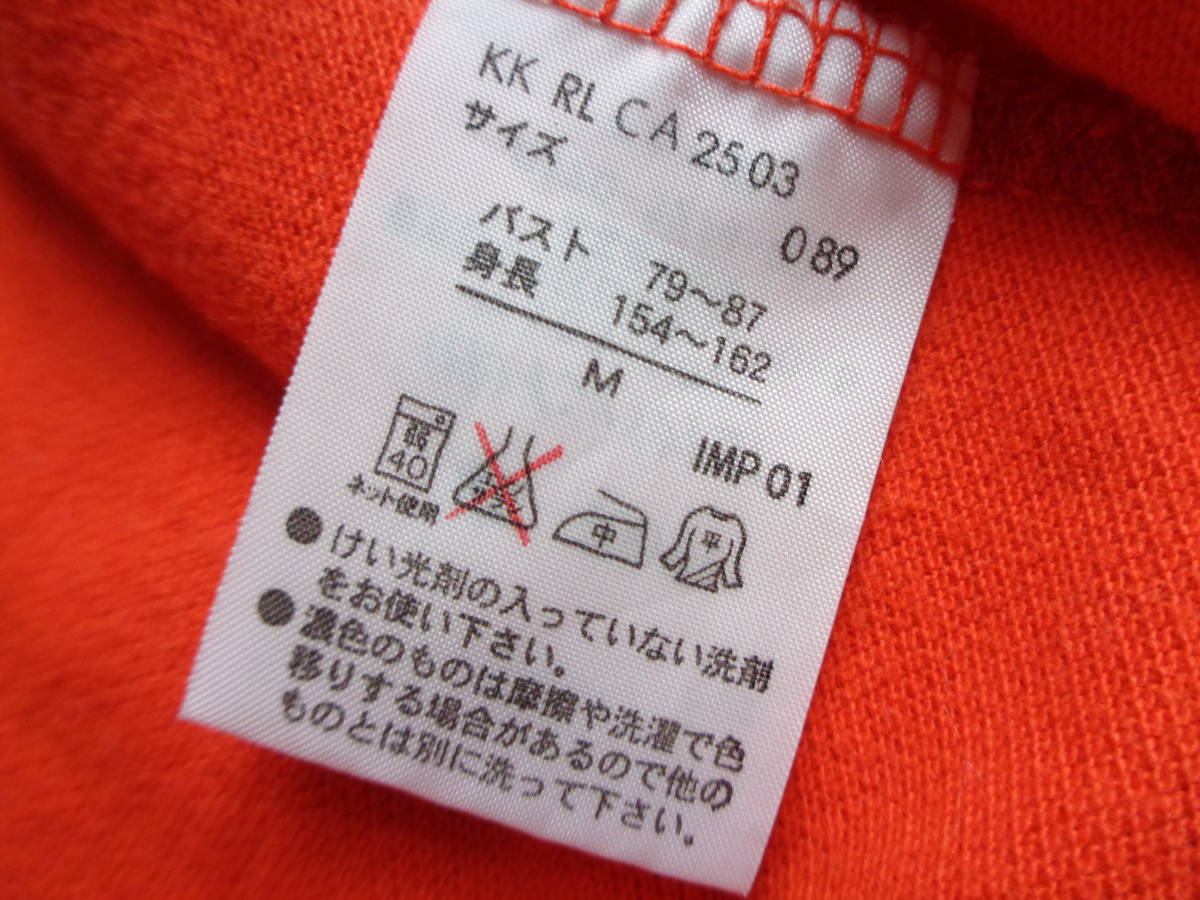 KK RL CA 2503
サイズ
089
バスト 79〜87
身長 154〜162
M
IMP 01
弱
40
ネット使用
中
平
●けい光剤の入っていない洗剤
をお使い下さい。
●濃色のものは摩擦や洗濯で色
移りする場合があるので他の
ものとは別に洗って下さい。